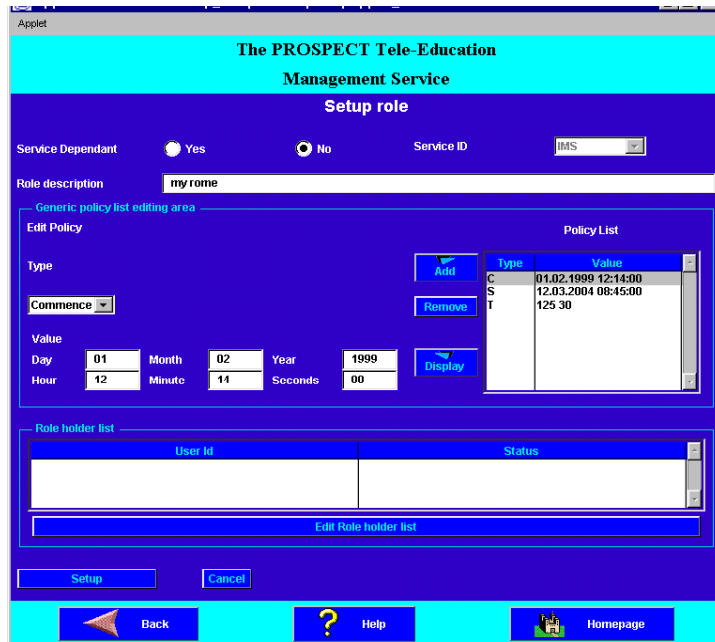 Applet
The PROSPECT Tele-Education
Management Service
Setup role
Service Dependant Yes No Service ID IMS
Role description my rome
Generic policy list editing area
Edit Policy Policy List
Type Add Type Value
C 01.02.1999 12:14:00
S 12.03.2004 08:45:00
Commence Remove T 125 30
Value
Day 01 Month 02 Year 1999
Hour 12 Minute 14 Seconds 00 Display
Role holder list
User Id Status
Edit Role holder list
Setup Cancel
Back Help Homepage